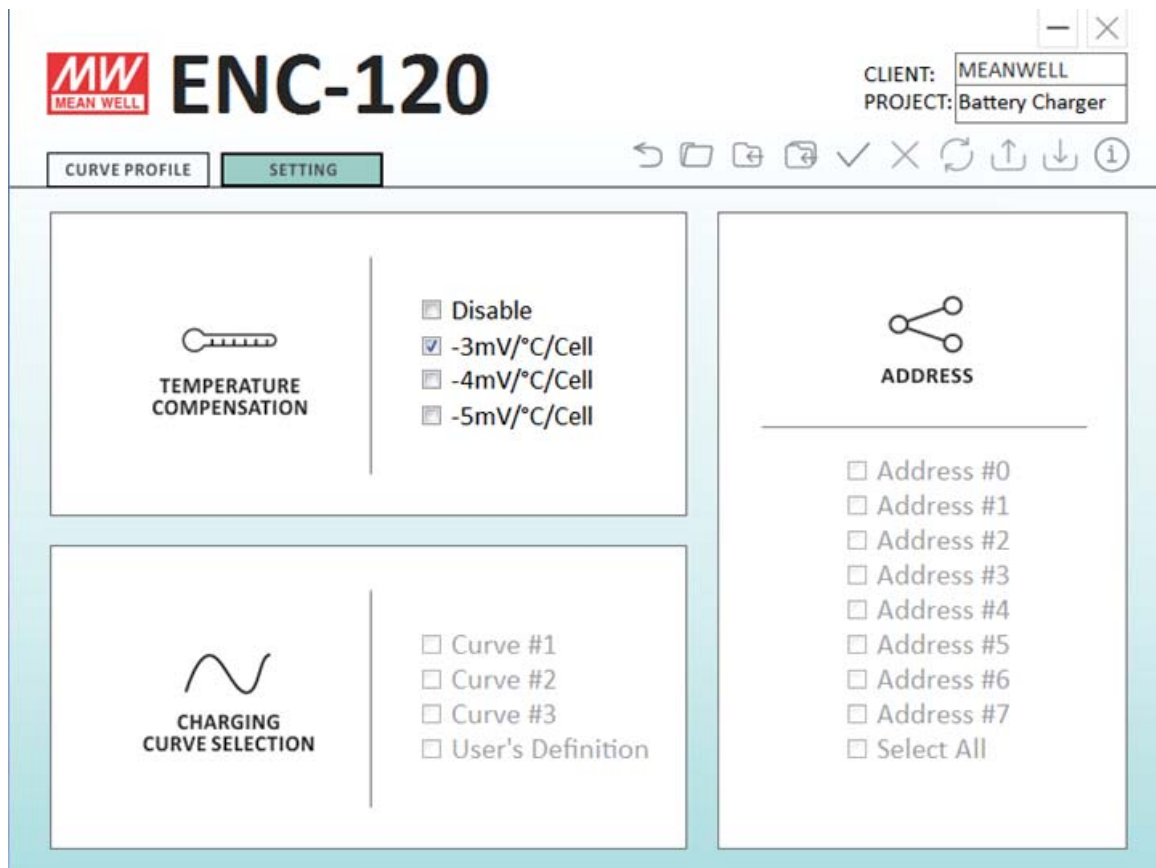 MW
MEAN WELL
ENC-120
CLIENT: MEANWELL
PROJECT: Battery Charger
CURVE PROFILE
SETTING
TEMPERATURE
COMPENSATION
Disable
-3mV/°C/Cell
-4mV/°C/Cell
-5mV/°C/Cell
CHARGING
CURVE SELECTION
Curve #1
Curve #2
Curve #3
User's Definition
ADDRESS
Address #0
Address #1
Address #2
Address #3
Address #4
Address #5
Address #6
Address #7
Select All